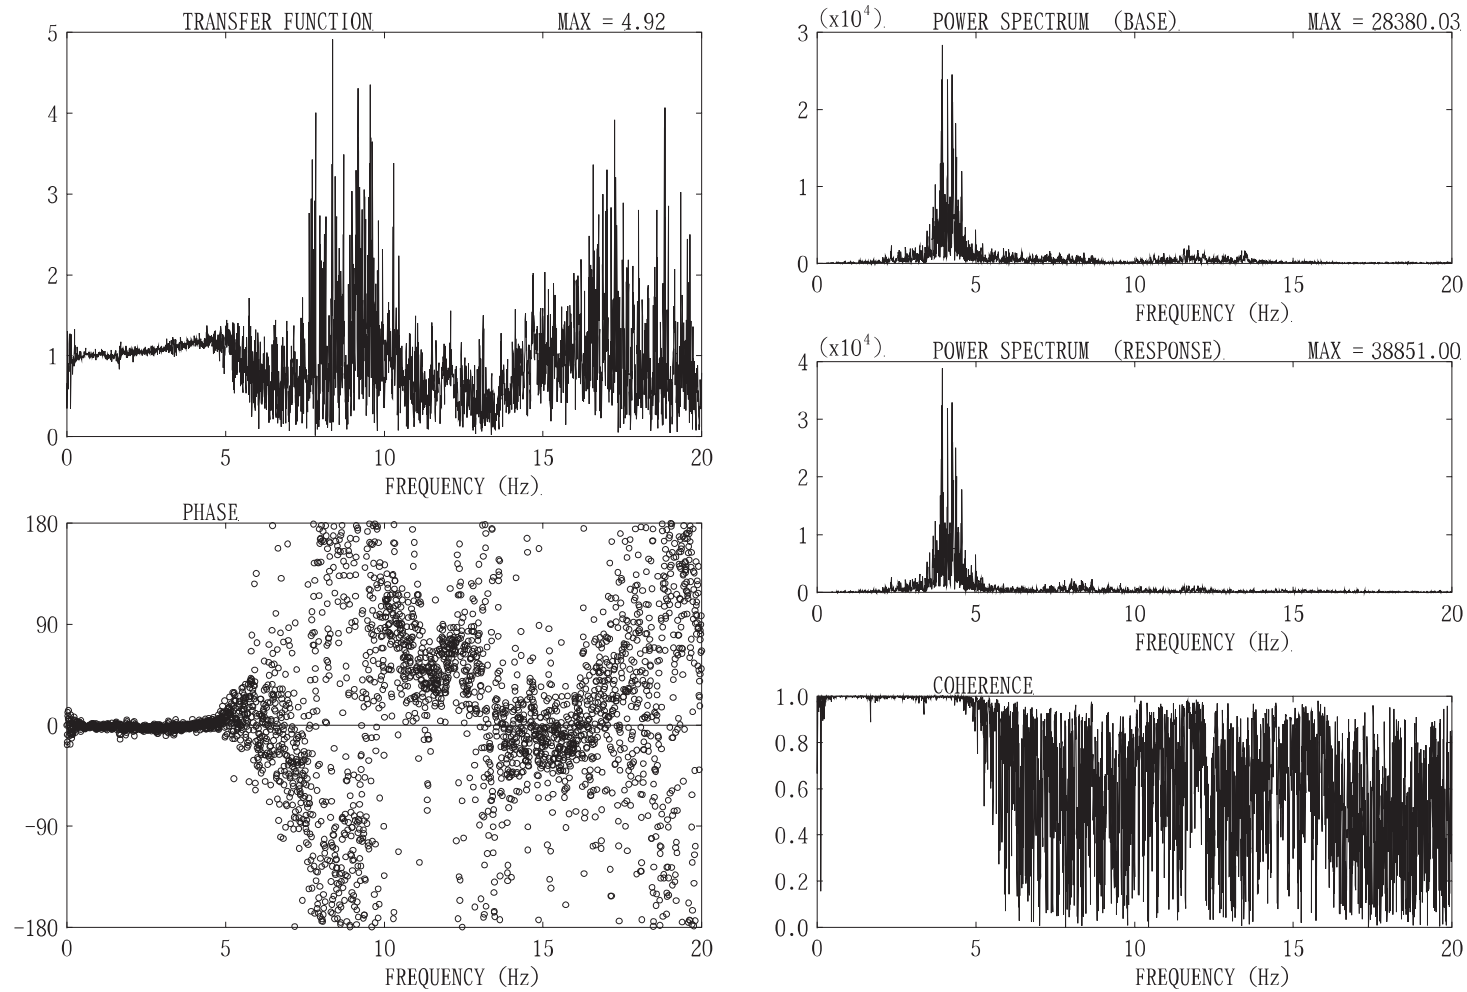 TRANSFER FUNCTION MAX = 4.92
5
4
3
2
1
0
0 5 10 15 20
FREQUENCY (Hz)
PHASE
180
90
0
-90
-180
0 5 10 15 20
FREQUENCY (Hz)
(x10⁴) POWER SPECTRUM (BASE) MAX = 28380.03
3
2
1
0
0 5 10 15 20
FREQUENCY (Hz)
(x10⁴) POWER SPECTRUM (RESPONSE) MAX = 38851.00
4
3
2
1
0
0 5 10 15 20
FREQUENCY (Hz)
COHERENCE
1.0
0.8
0.6
0.4
0.2
0.0
0 5 10 15 20
FREQUENCY (Hz)